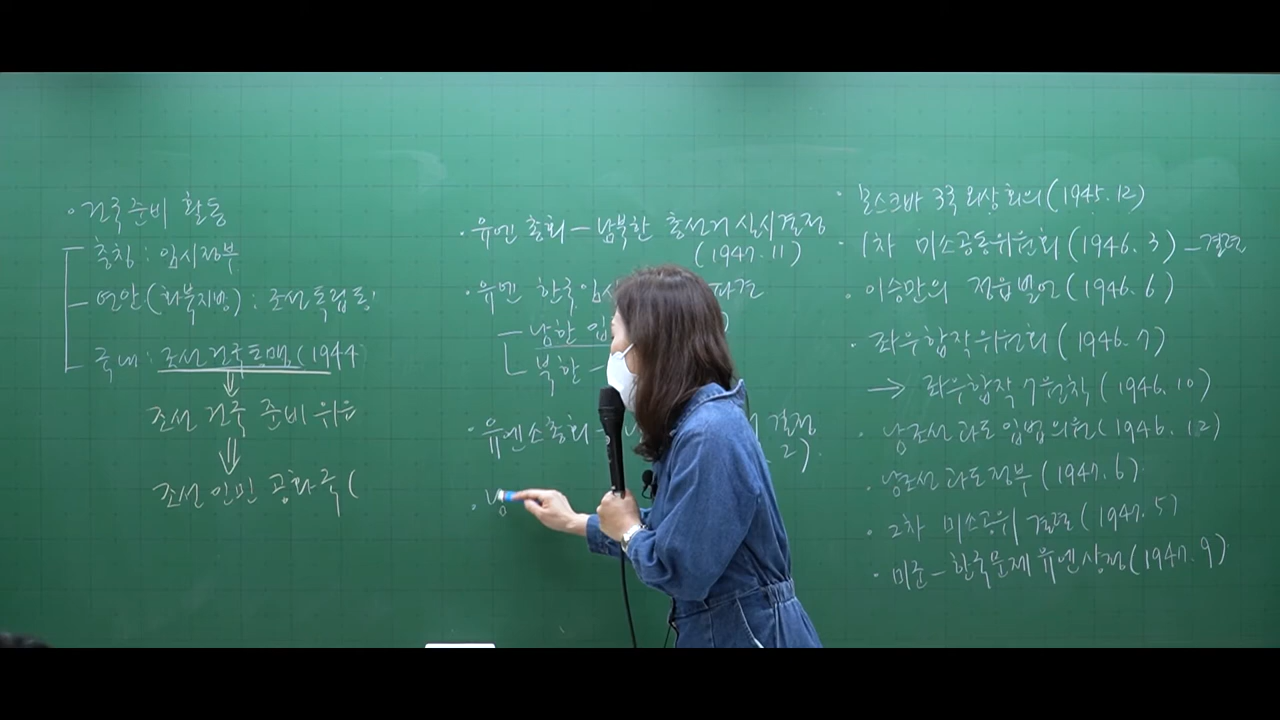 · 건국준비 활동
충칭 : 임시정부
연안(화북지방) : 조선독립동
국내 : 조선건국동맹(1944
조선 건국 준비 위원
조선 인민 공화국(
· 유엔 총회 - 남북한 총선거 실시결정
(1947. 11)
· 유엔 한국임시 파견
남한 입
북한 -
· 유엔소총회 - 결정
2).
· 남
· 모스크바 3국 외상 회의(1945. 12)
· 1차 미소공동위원회(1946. 3) - 결렬
· 이승만의 정읍발언(1946. 6)
· 좌우합작위원회(1946. 7)
→ 좌우합작 7원칙(1946. 10)
· 남조선 과도 입법의원(1946. 12)
· 남조선 과도정부(1947. 6)
· 2차 미소공위 결렬(1947. 5)
· 미군 - 한국문제 유엔상정(1947. 9)